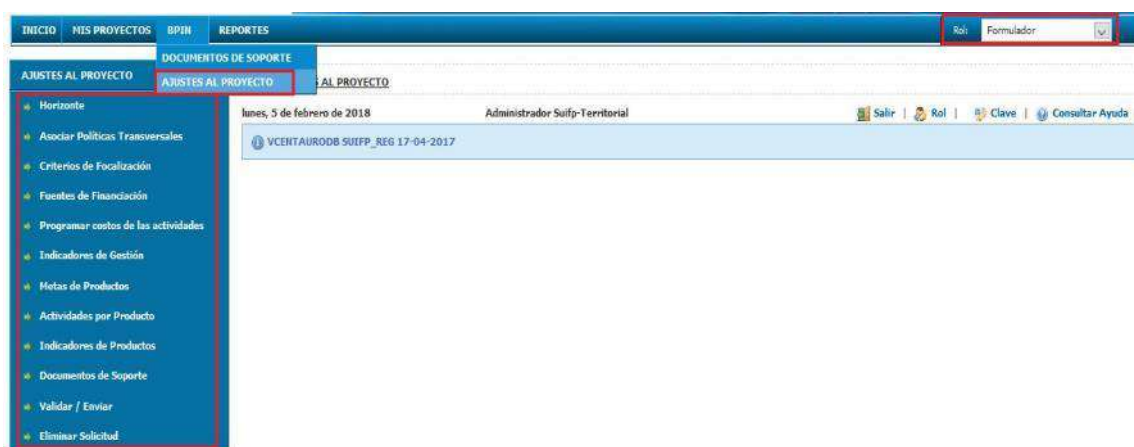 INICIO MIS PROYECTOS BPIN REPORTES Rol: Formulador
DOCUMENTOS DE SOPORTE
AJUSTES AL PROYECTO
AJUSTES AL PROYECTO
AL PROYECTO
lunes, 5 de febrero de 2018 Administrador Suifp-Territorial Salir | Rol | Clave | Consultar Ayuda
VCENTAURODB SUIFP_REG 17-04-2017
Horizonte
Asociar Políticas Transversales
Criterios de Focalización
Fuentes de Financiación
Programar costos de las actividades
Indicadores de Gestión
Metas de Productos
Actividades por Producto
Indicadores de Productos
Documentos de Soporte
Validar / Enviar
Eliminar Solicitud